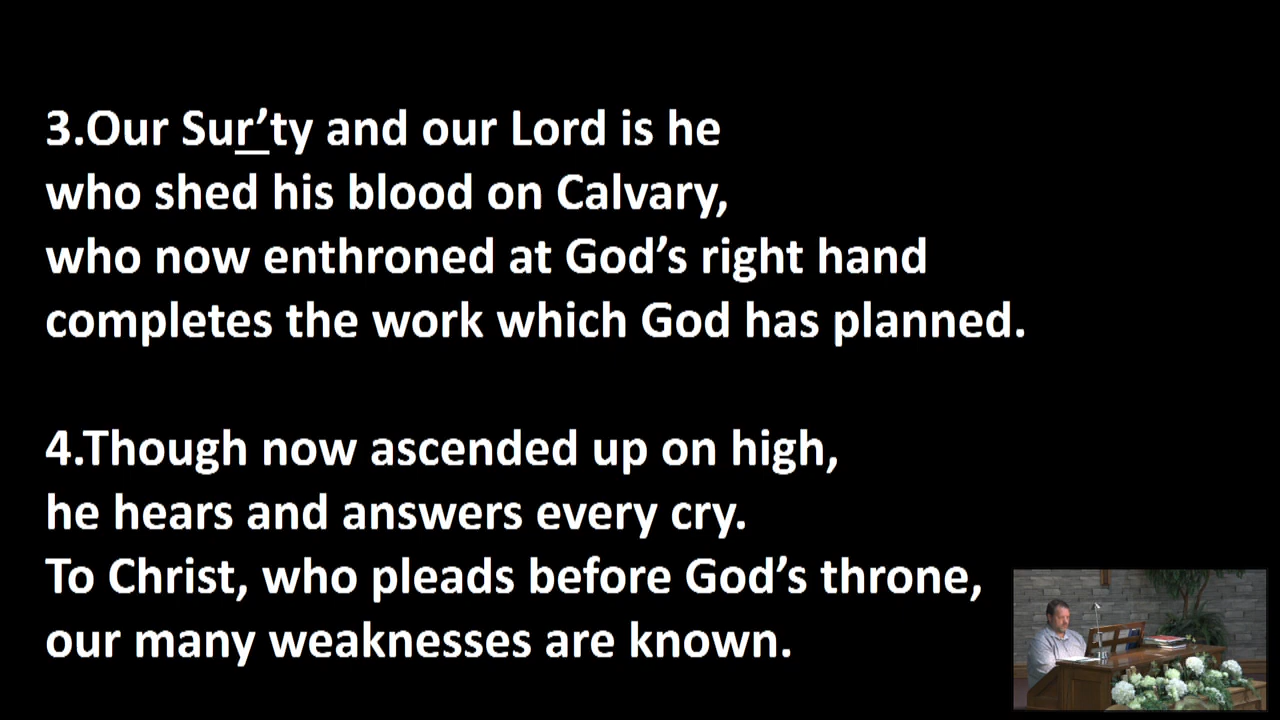 3.Our Sur’ty and our Lord is he
who shed his blood on Calvary,
who now enthroned at God’s right hand
completes the work which God has planned.
4.Though now ascended up on high,
he hears and answers every cry.
To Christ, who pleads before God’s throne,
our many weaknesses are known.